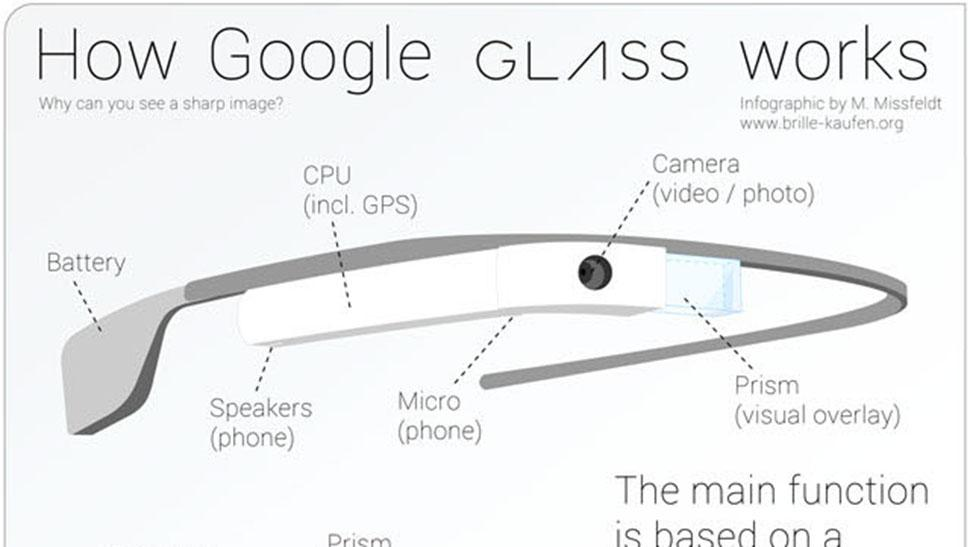 How Google GLASS works
Why can you see a sharp image?
Infographic by M. Missfeldt
www.brille-kaufen.org
Camera
(video / photo)
CPU
(incl. GPS)
Battery
Speakers
(phone)
Micro
(phone)
Prism
(visual overlay)
The main function
is based on a
Prism